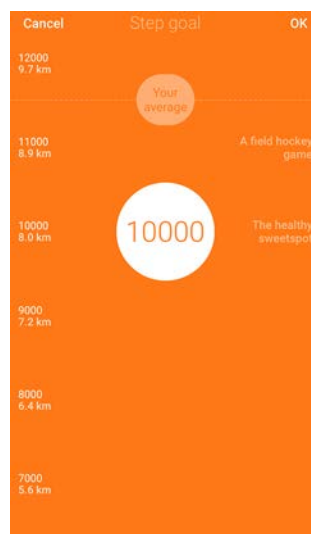 Cancel
Step goal
OK
12000
9.7 km
Your
average
11000
8.9 km
A field hockey
game
10000
8.0 km
10000
The healthy
sweetspot
9000
7.2 km
8000
6.4 km
7000
5.6 km